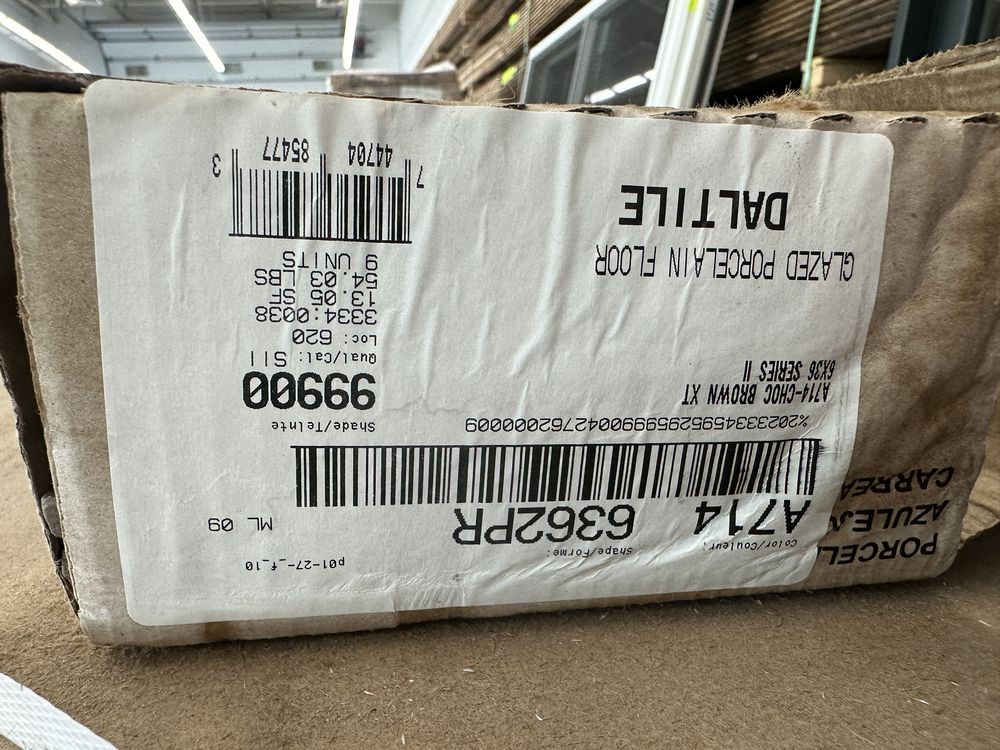 p01-27-_f_10
ML 09
Color/Couleur:
A714
Shape/Forme:
6362PR
%20233345952959990042762000009
A714-CHOC BROWN XT
6X36 SERIES II
Shade/Teinte
99900
Qual/Cal: SII
Loc: 620
3334:0038
13.05 SF
54.03 LBS
9 UNITS
GLAZED PORCELAIN FLOOR
DALTILE
7 44704 85477 3
PORCEL
AZULEJ
CARREA